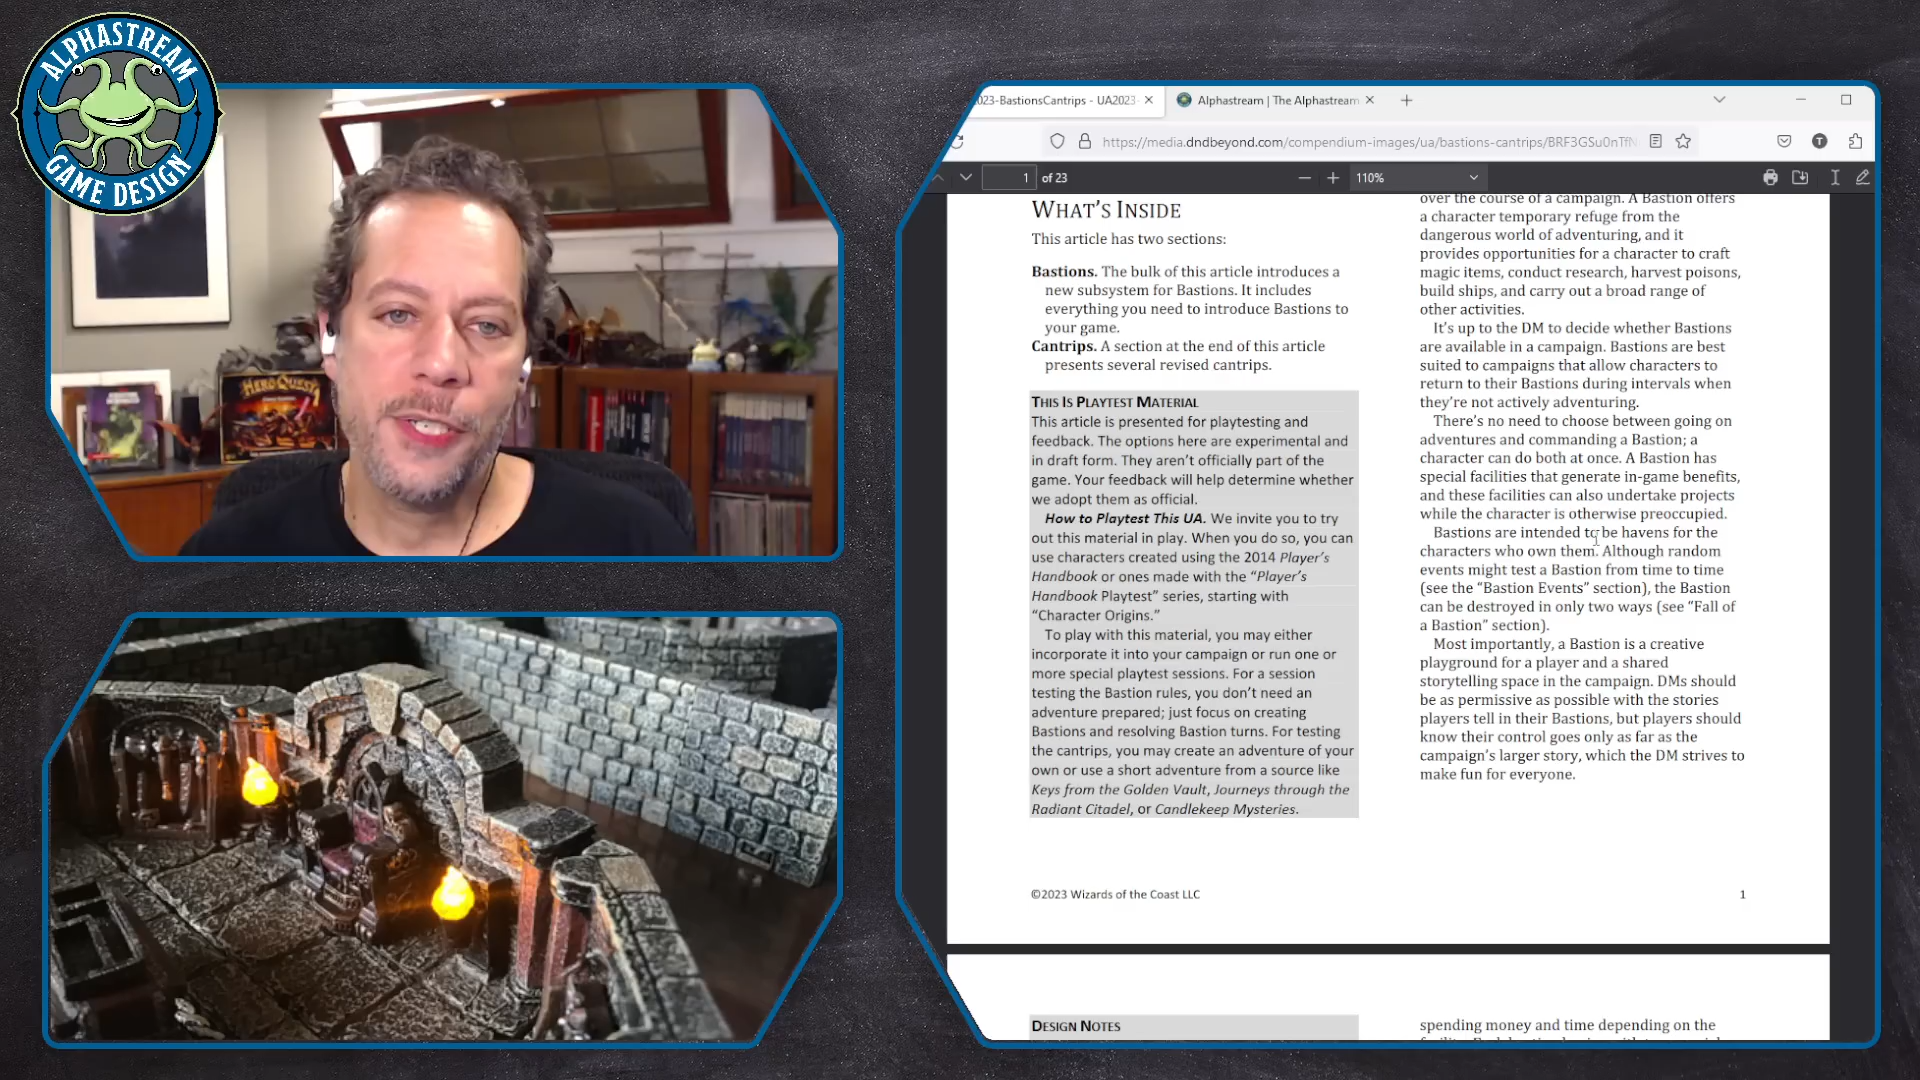 ALPHASTREAM
GAME DESIGN
HEROQUEST
2023-BastionsCantrips - UA2023
Alphastream | The Alphastream
https://media.dndbeyond.com/compendium-images/ua/bastions-cantrips/BRF3GSu0nTfN
T
1 of 23
110%
WHAT'S INSIDE
This article has two sections:
Bastions. The bulk of this article introduces a
new subsystem for Bastions. It includes
everything you need to introduce Bastions to
your game.
Cantrips. A section at the end of this article
presents several revised cantrips.
THIS IS PLAYTEST MATERIAL
This article is presented for playtesting and
feedback. The options here are experimental and
in draft form. They aren't officially part of the
game. Your feedback will help determine whether
we adopt them as official.
How to Playtest This UA. We invite you to try
out this material in play. When you do so, you can
use characters created using the 2014 Player's
Handbook or ones made with the "Player's
Handbook Playtest" series, starting with
"Character Origins."
To play with this material, you may either
incorporate it into your campaign or run one or
more special playtest sessions. For a session
testing the Bastion rules, you don't need an
adventure prepared; just focus on creating
Bastions and resolving Bastion turns. For testing
the cantrips, you may create an adventure of your
own or use a short adventure from a source like
Keys from the Golden Vault, Journeys through the
Radiant Citadel, or Candlekeep Mysteries.
over the course of a campaign. A Bastion offers
a character temporary refuge from the
dangerous world of adventuring, and it
provides opportunities for a character to craft
magic items, conduct research, harvest poisons,
build ships, and carry out a broad range of
other activities.
It's up to the DM to decide whether Bastions
are available in a campaign. Bastions are best
suited to campaigns that allow characters to
return to their Bastions during intervals when
they're not actively adventuring.
There's no need to choose between going on
adventures and commanding a Bastion; a
character can do both at once. A Bastion has
special facilities that generate in-game benefits,
and these facilities can also undertake projects
while the character is otherwise preoccupied.
Bastions are intended to be havens for the
characters who own them. Although random
events might test a Bastion from time to time
(see the "Bastion Events" section), the Bastion
can be destroyed in only two ways (see "Fall of
a Bastion" section).
Most importantly, a Bastion is a creative
playground for a player and a shared
storytelling space in the campaign. DMs should
be as permissive as possible with the stories
players tell in their Bastions, but players should
know their control goes only as far as the
campaign's larger story, which the DM strives to
make fun for everyone.
©2023 Wizards of the Coast LLC
1
DESIGN NOTES
spending money and time depending on the